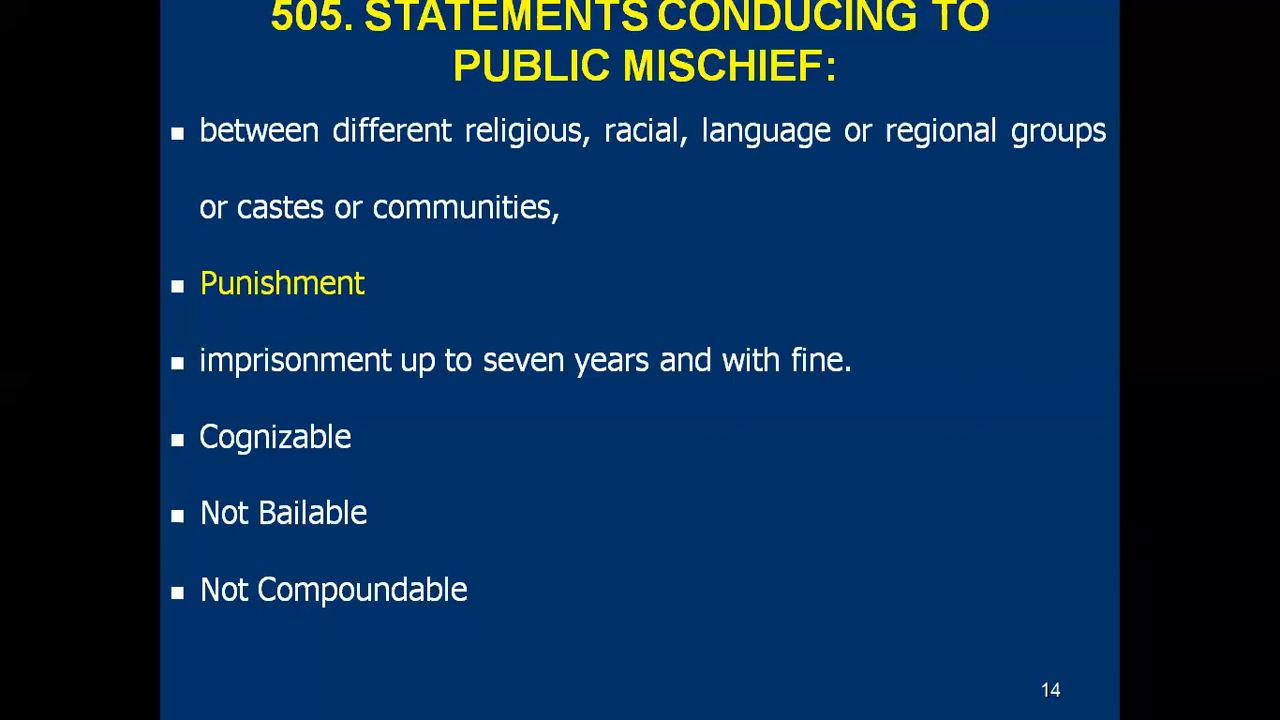 505. STATEMENTS CONDUCING TO
PUBLIC MISCHIEF:
between different religious, racial, language or regional groups
or castes or communities,
Punishment
imprisonment up to seven years and with fine.
Cognizable
Not Bailable
Not Compoundable
14